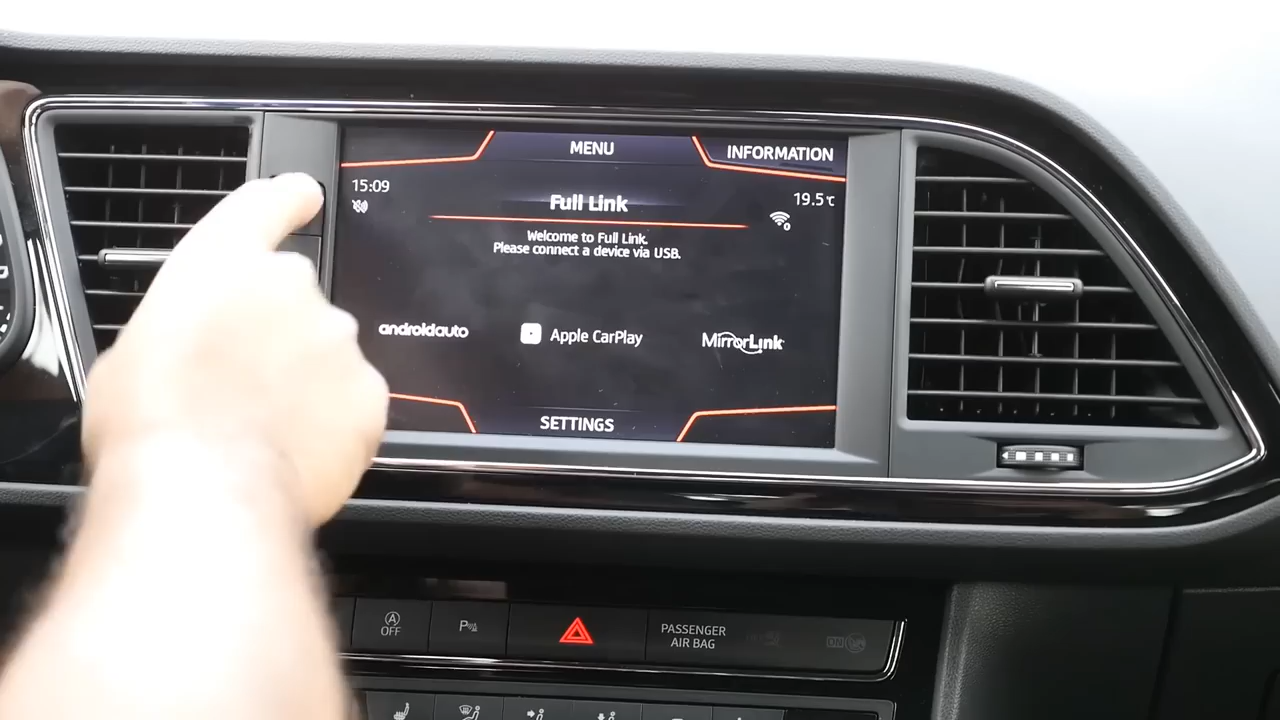 MENU
INFORMATION
15:09
19.5°C
Full Link
Welcome to Full Link.
Please connect a device via USB.
androidauto
Apple CarPlay
MirrorLink
SETTINGS
A
OFF
P
PASSENGER
AIR BAG
ON